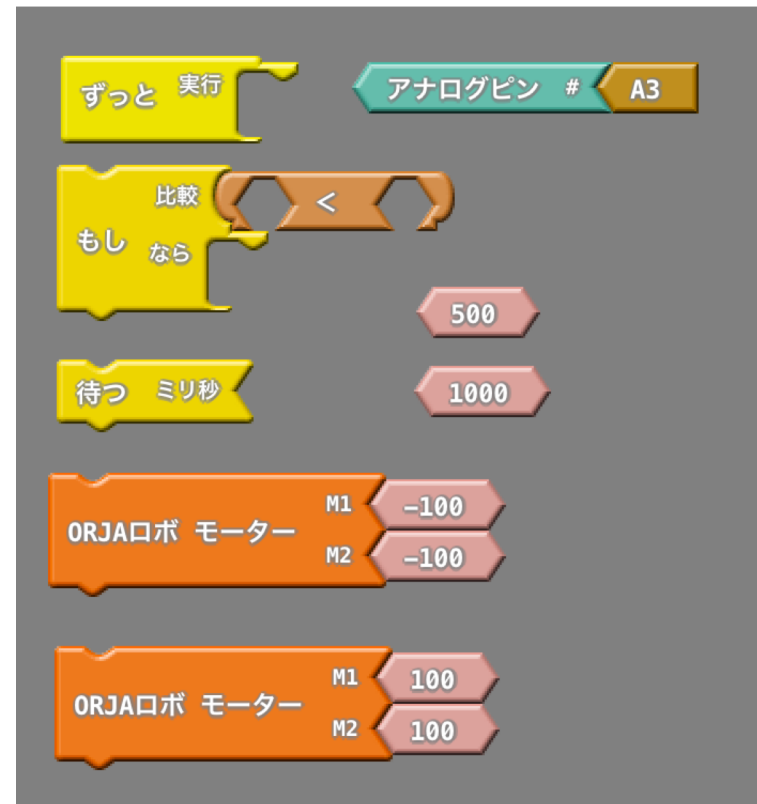 ずっと 実行
アナログピン # A3
もし 比較 <
なら
500
待つ ミリ秒
1000
ORJAロボ モーター
M1 -100
M2 -100
ORJAロボ モーター
M1 100
M2 100